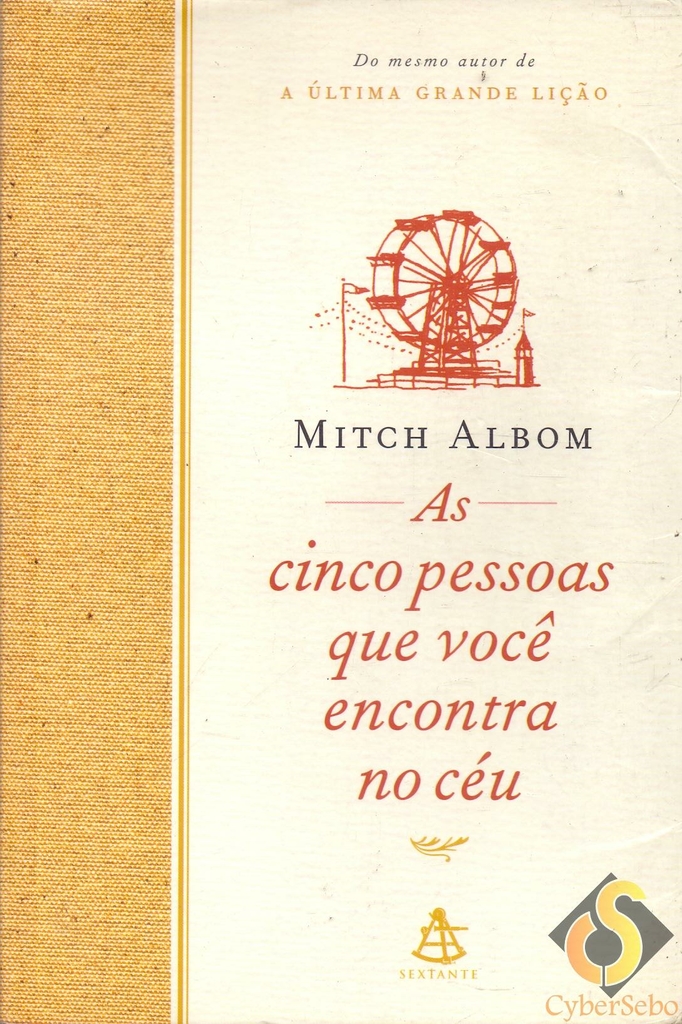 Do mesmo autor de
A ÚLTIMA GRANDE LIÇÃO
MITCH ALBOM
As
cinco pessoas
que você
encontra
no céu
SEXTANTE
CS
CyberSebo